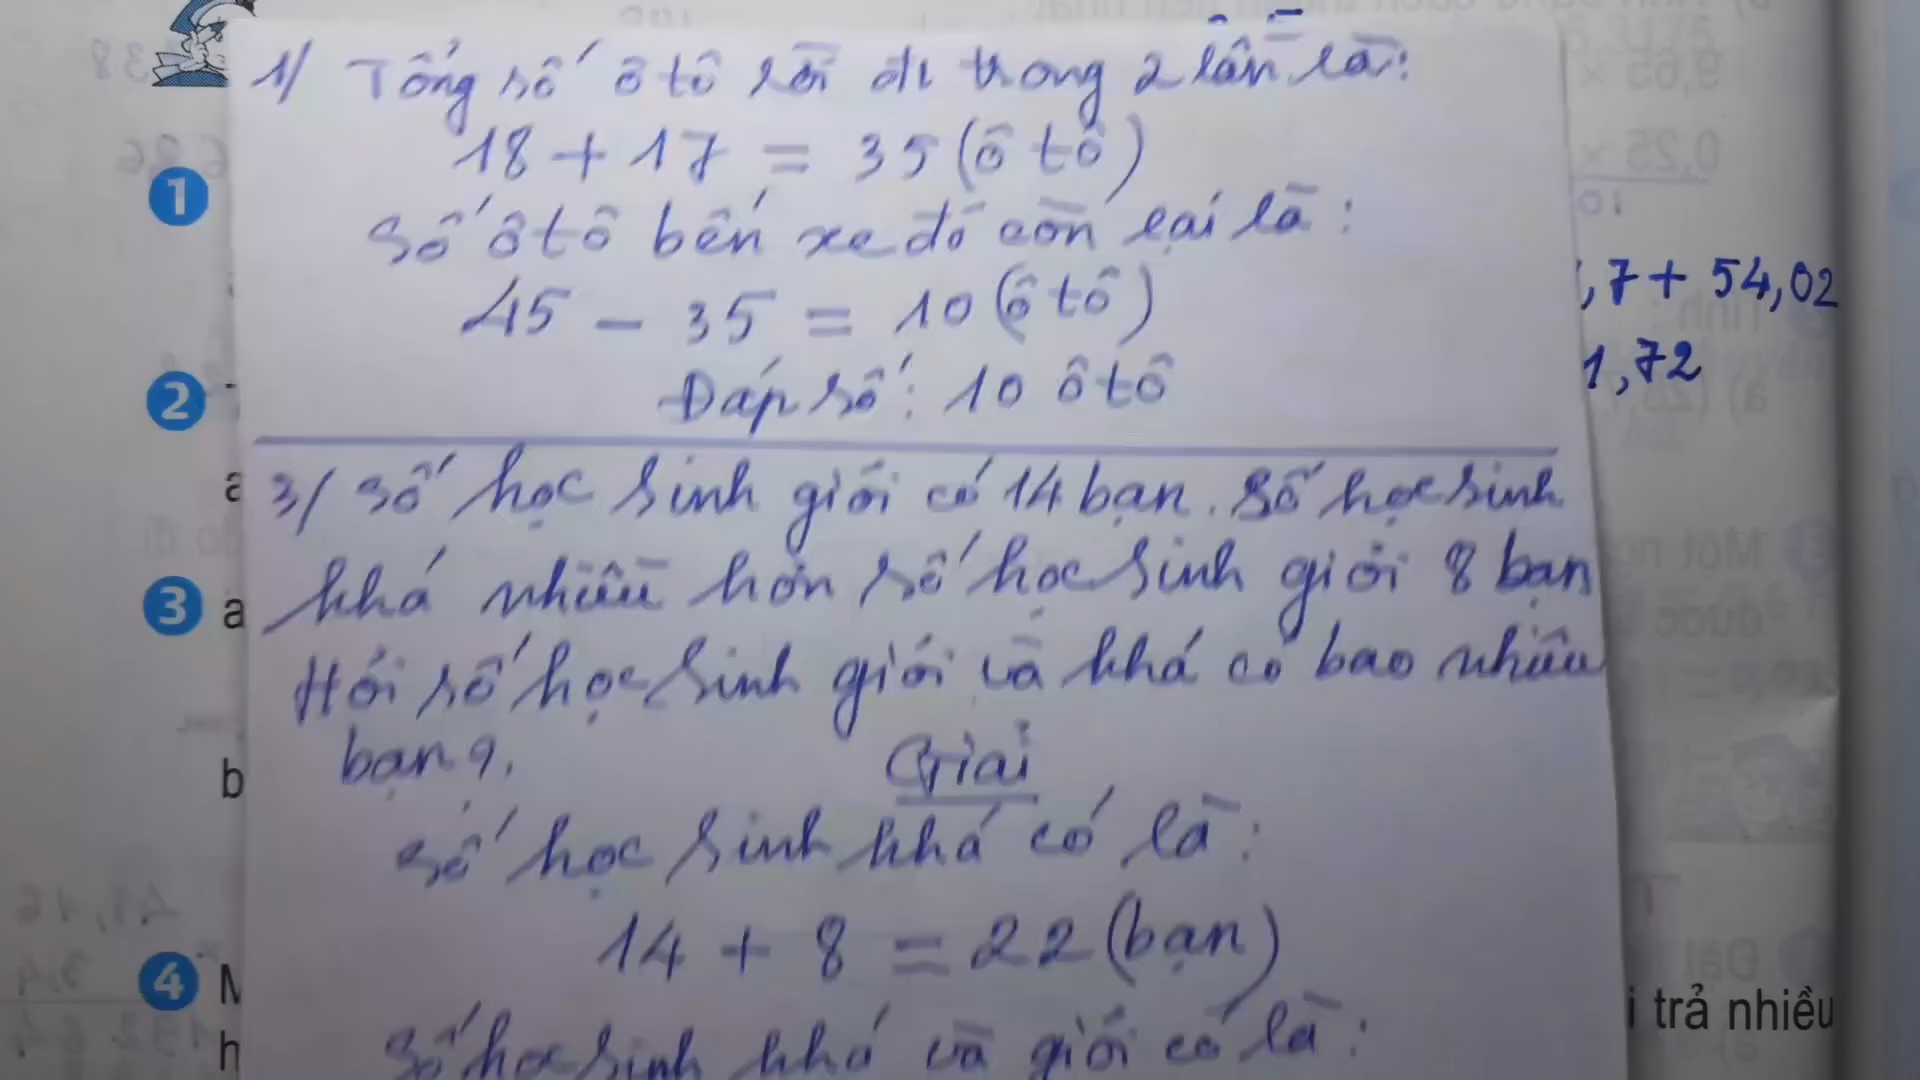 1/ Tổng số ô tô rời đi trong 2 lần là:
18 + 17 = 35 (ô tô)
Số ô tô bến xe đó còn lại là:
45 - 35 = 10 (ô tô)
Đáp số: 10 ô tô
3/ Số học sinh giỏi có 14 bạn. Số học sinh
khá nhiều hơn số học sinh giỏi 8 bạn
Hỏi số học sinh giỏi và khá có bao nhiêu
bạn?.
Giải
Số học sinh khá có là:
14 + 8 = 22 (bạn)
Số học sinh khá và giỏi có là:
1
2
a
3 a
b
4 M
h
,7 + 54,02
1,72
i trả nhiều